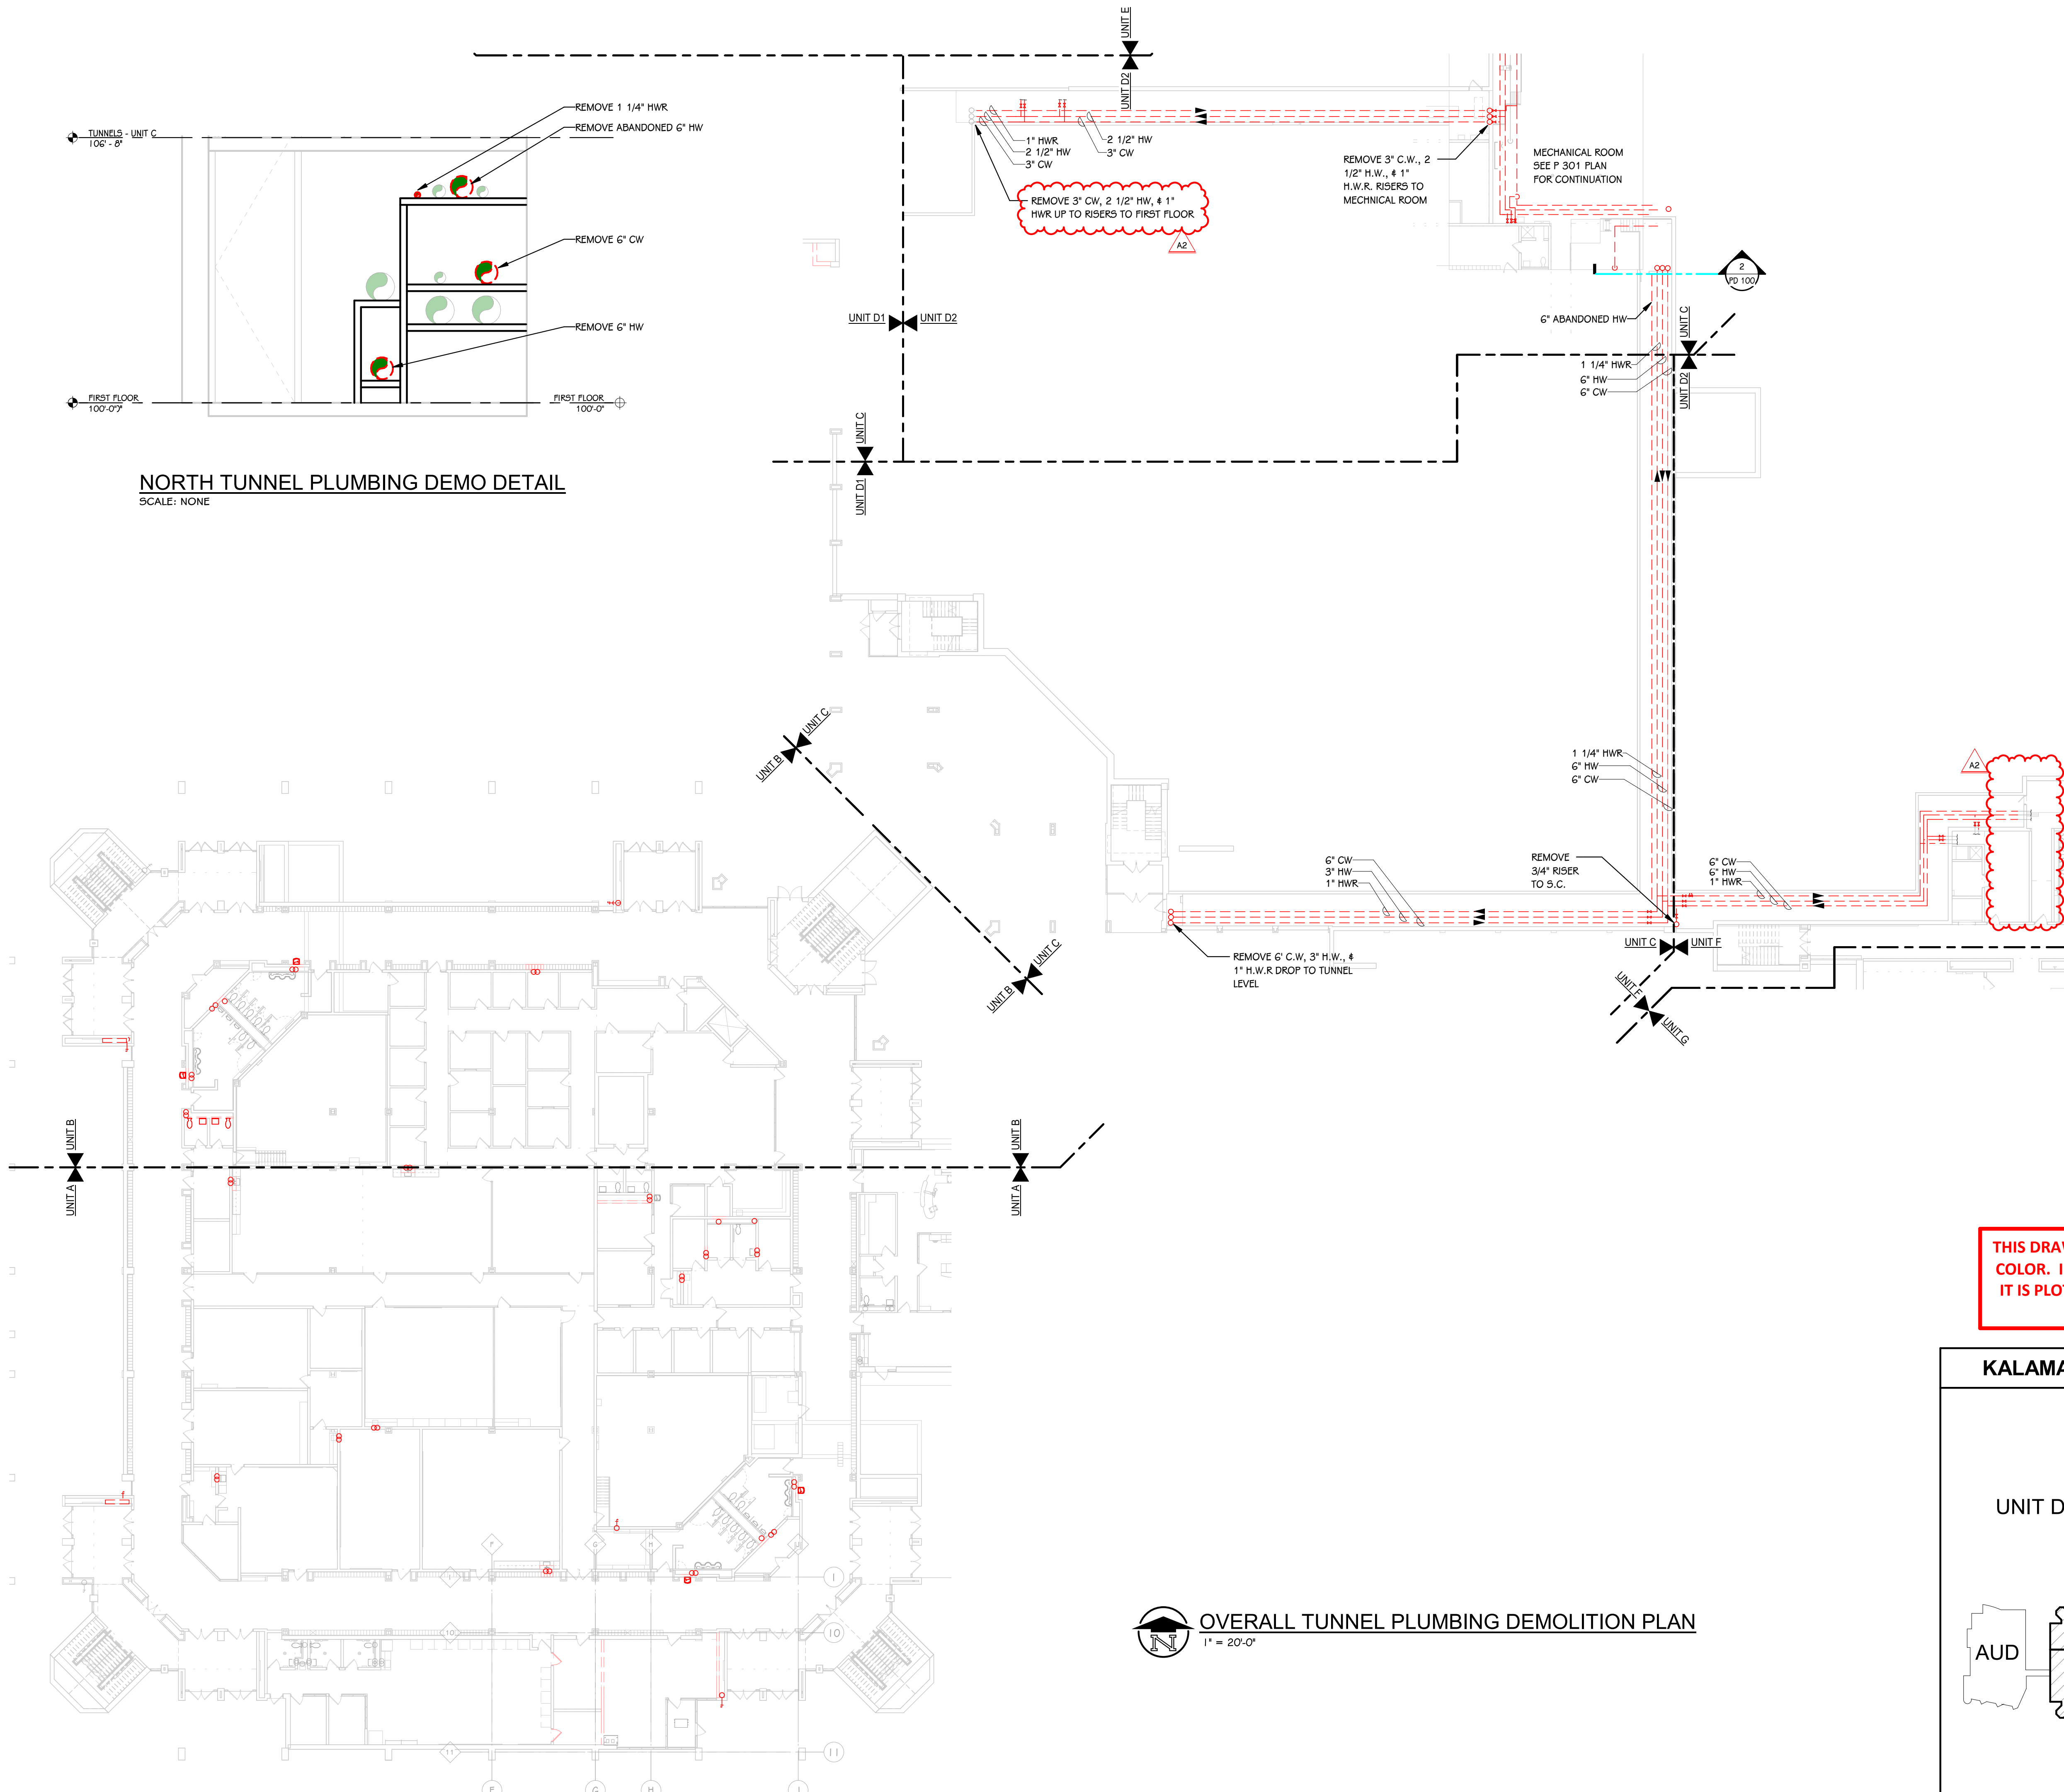 UNIT E
UNIT D2
REMOVE 1 1/4" HWR
REMOVE ABANDONED 6" HW
TUNNELS - UNIT C
106' - 8"
REMOVE 6" CW
REMOVE 6" HW
FIRST FLOOR
100'-0"
FIRST FLOOR
100'-0"
NORTH TUNNEL PLUMBING DEMO DETAIL
SCALE: NONE
1" HWR
2 1/2" HW
3" CW
2 1/2" HW
3" CW
REMOVE 3" CW, 2 1/2" HW, & 1"
HWR UP TO RISERS TO FIRST FLOOR
A2
REMOVE 3" C.W., 2
1/2" H.W., & 1"
H.W.R. RISERS TO
MECHNICAL ROOM
MECHANICAL ROOM
SEE P 301 PLAN
FOR CONTINUATION
2
PD 100
UNIT D1
UNIT D2
6" ABANDONED HW
UNIT C
UNIT D2
1 1/4" HWR
6" HW
6" CW
UNIT C
UNIT D1
UNIT C
UNIT B
1 1/4" HWR
6" HW
6" CW
A2
6" CW
3" HW
1" HWR
REMOVE
3/4" RISER
TO S.C.
6" CW
6" HW
1" HWR
UNIT C
UNIT B
REMOVE 6' C.W, 3" H.W., &
1" H.W.R DROP TO TUNNEL
LEVEL
UNIT C
UNIT F
UNIT F
UNIT G
UNIT B
UNIT A
UNIT B
UNIT A
THIS DRA
COLOR. I
IT IS PLO
KALAMA
UNIT D
AUD
F
G
H
1
10
10
11
11
F
G
H
N
OVERALL TUNNEL PLUMBING DEMOLITION PLAN
1" = 20'-0"